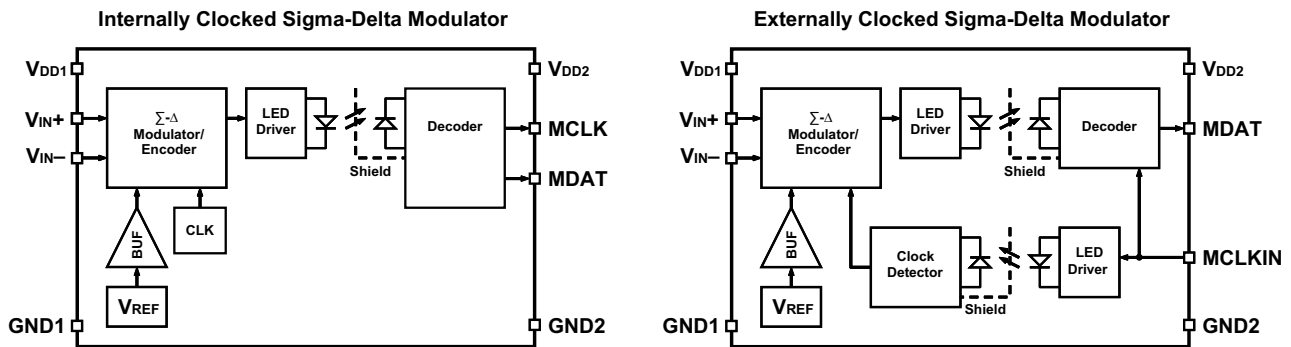 Internally Clocked Sigma-Delta Modulator
VDD1
VIN+
VIN–
GND1
∑-Δ
Modulator/
Encoder
BUF
VREF
CLK
LED
Driver
Shield
Decoder
VDD2
MCLK
MDAT
GND2
Externally Clocked Sigma-Delta Modulator
VDD1
VIN+
VIN–
GND1
∑-Δ
Modulator/
Encoder
BUF
VREF
LED
Driver
Shield
Decoder
Clock
Detector
Shield
LED
Driver
VDD2
MDAT
MCLKIN
GND2